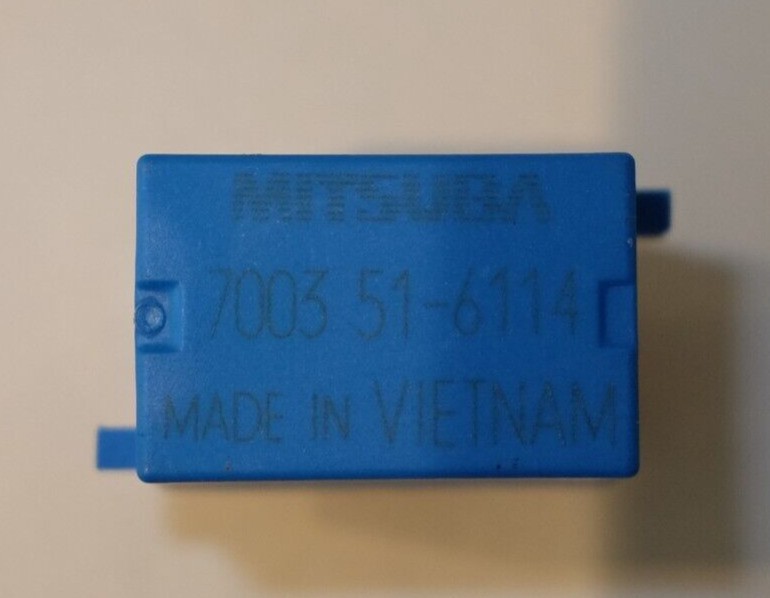 MITSUBA
7003 51-6114
MADE IN VIETNAM